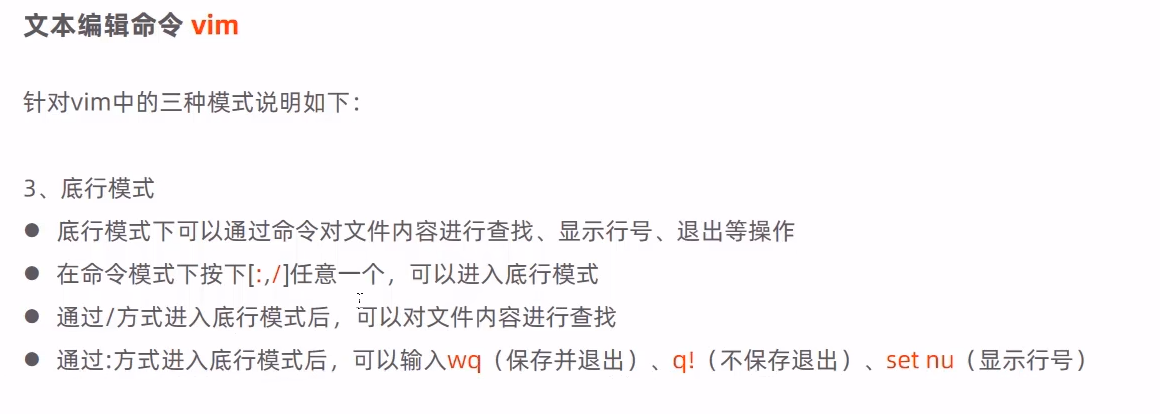 文本编辑命令 vim
针对vim中的三种模式说明如下：
3、底行模式
● 底行模式下可以通过命令对文件内容进行查找、显示行号、退出等操作
● 在命令模式下按下[:,/]任意一个，可以进入底行模式
● 通过/方式进入底行模式后，可以对文件内容进行查找
● 通过:方式进入底行模式后，可以输入wq（保存并退出）、q!（不保存退出）、set nu（显示行号）